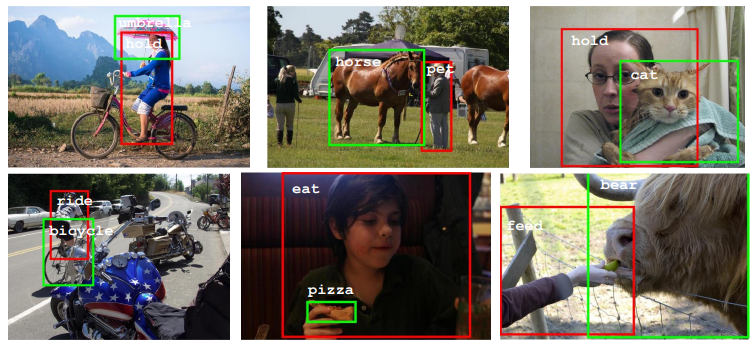 umbrella
hold
horse
pet
hold
cat
ride
bicycle
eat
pizza
bear
feed